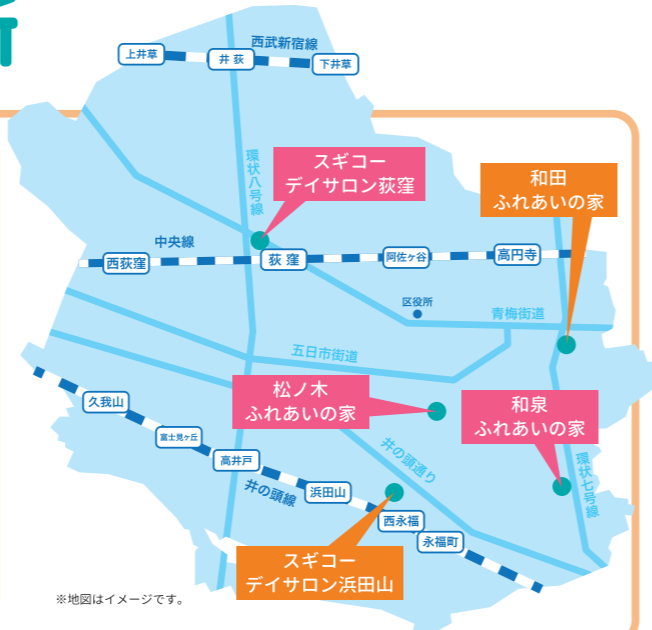 西武新宿線
上井草
井荻
下井草
環状八号線
スギコー
デイサロン荻窪
和田
ふれあいの家
中央線
西荻窪
荻窪
阿佐ヶ谷
高円寺
区役所
青梅街道
五日市街道
松ノ木
ふれあいの家
和泉
ふれあいの家
久我山
富士見ヶ丘
高井戸
井の頭線
浜田山
井の頭通り
環状七号線
西永福
永福町
スギコー
デイサロン浜田山
※地図はイメージです。